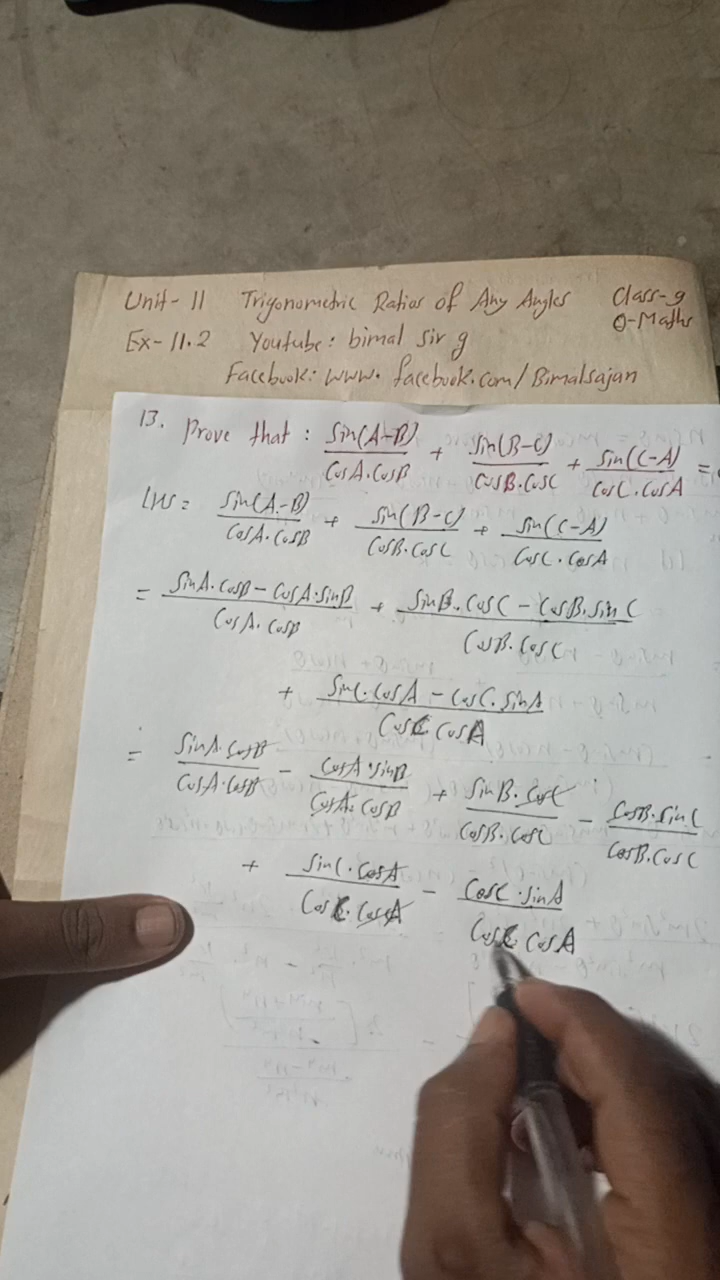 Unit-11 Trigonometric Ratios of Any Angles Class-9
Ex-11.2 Youtube: bimal sir g O-Maths
Facebook: www.facebook.com/Bimalsajan
13. Prove that : Sin(A-B)/CosA.CosB + Sin(B-C)/CosB.CosC + Sin(C-A)/CosC.CosA =
LHS = Sin(A-B)/CosA.CosB + Sin(B-C)/CosB.CosC + Sin(C-A)/CosC.CosA
= SinA.CosB - CosA.SinB/CosA.CosB + SinB.CosC - CosB.SinC/CosB.CosC
+ SinC.CosA - CosC.SinA/CosC CosA
= SinA.CosB/CosA.CosB - CosA.SinB/CosA.CosB + SinB.CosC/CosB.CosC - CosB.SinC/CosB.CosC
+ SinC.CosA/CosC.CosA - CosC.SinA/CosC.CosA